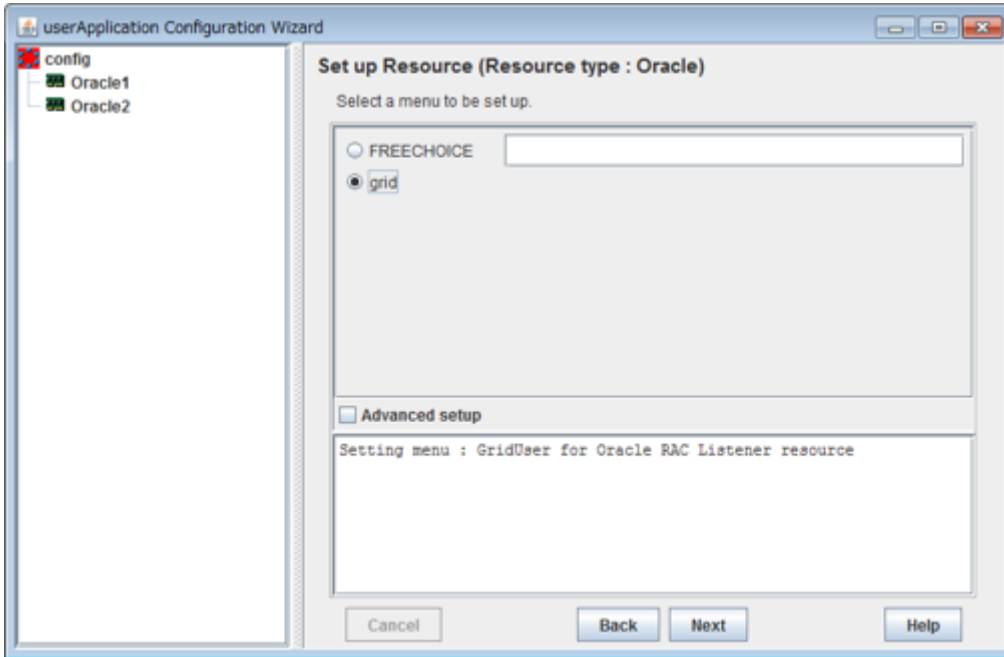 userApplication Configuration Wizard
config
Oracle1
Oracle2
Set up Resource (Resource type : Oracle)
Select a menu to be set up.
FREECHOICE
grid
Advanced setup
Setting menu : GridUser for Oracle RAC Listener resource
Cancel
Back
Next
Help